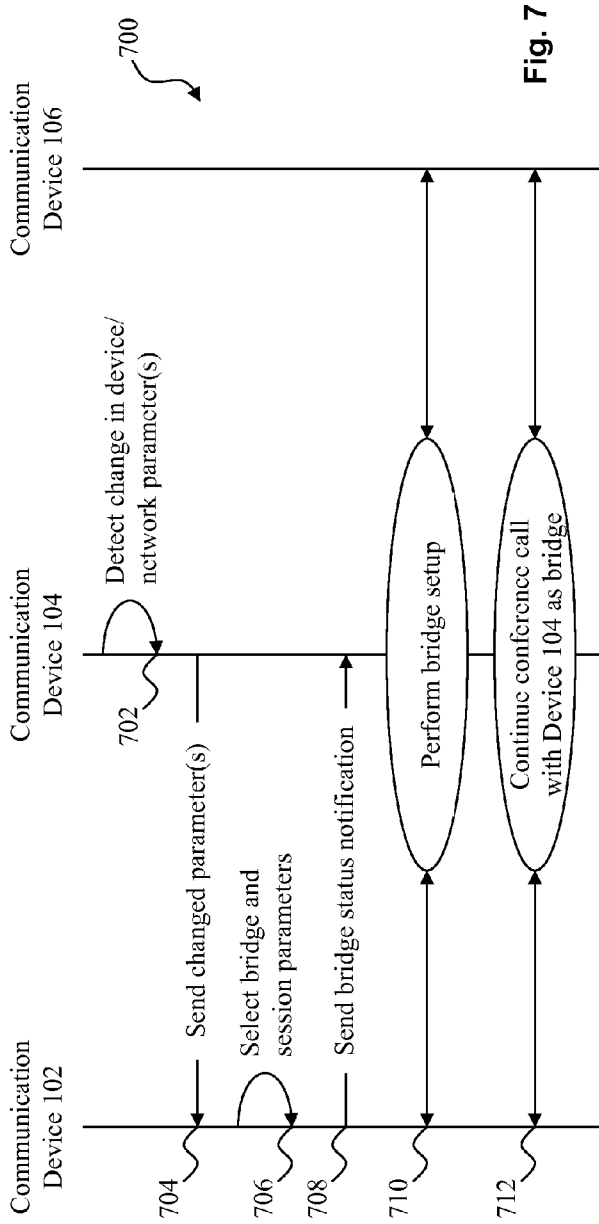 Communication
Device 102
Communication
Device 104
Communication
Device 106
700
Detect change in device/
network parameter(s)
702
Send changed parameter(s)
704
Select bridge and
session parameters
706
Send bridge status notification
708
Perform bridge setup
710
Continue conference call
with Device 104 as bridge
712
Fig. 7